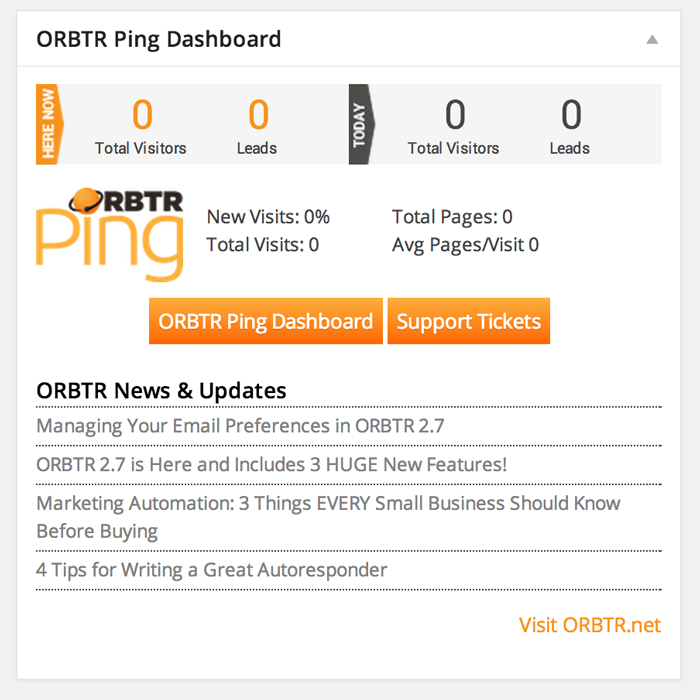 ORBTR Ping Dashboard
HERE NOW
0
0
Total Visitors
Leads
TODAY
0
0
Total Visitors
Leads
ORBTR
Ping
New Visits: 0%
Total Pages: 0
Total Visits: 0
Avg Pages/Visit 0
ORBTR Ping Dashboard
Support Tickets
ORBTR News & Updates
Managing Your Email Preferences in ORBTR 2.7
ORBTR 2.7 is Here and Includes 3 HUGE New Features!
Marketing Automation: 3 Things EVERY Small Business Should Know
Before Buying
4 Tips for Writing a Great Autoresponder
Visit ORBTR.net